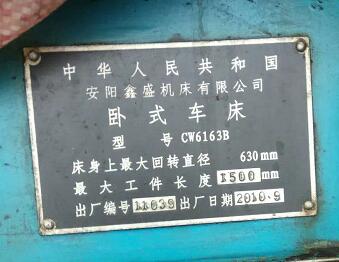 中华人民共和国
安阳鑫盛机床有限公司
卧式车床
型号 CW6163B
床身上最大回转直径 630mm
最大工件长度 1500mm
出厂编号 11039 出厂日期 2010.9